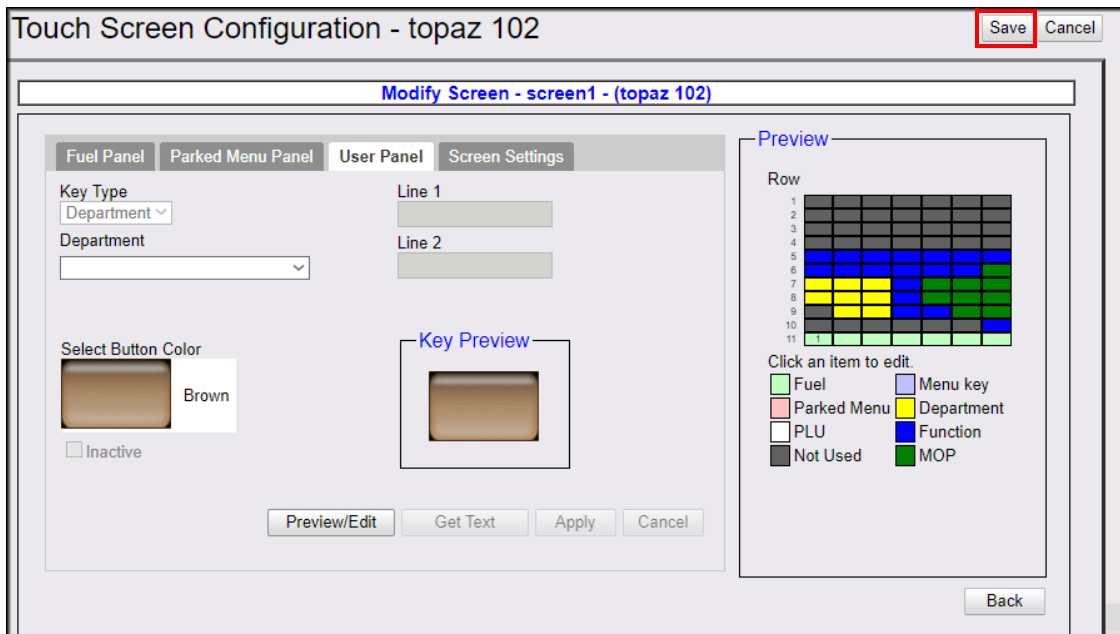 Touch Screen Configuration - topaz 102
Save Cancel
Modify Screen - screen1 - (topaz 102)
Fuel Panel Parked Menu Panel User Panel Screen Settings
Key Type
Department
Line 1
Department
Line 2
Select Button Color
Brown
Inactive
Key Preview
Preview/Edit Get Text Apply Cancel
Preview
Row
1
2
3
4
5
6
7
8
9
10
11 1
Click an item to edit.
Fuel Menu key
Parked Menu Department
PLU Function
Not Used MOP
Back